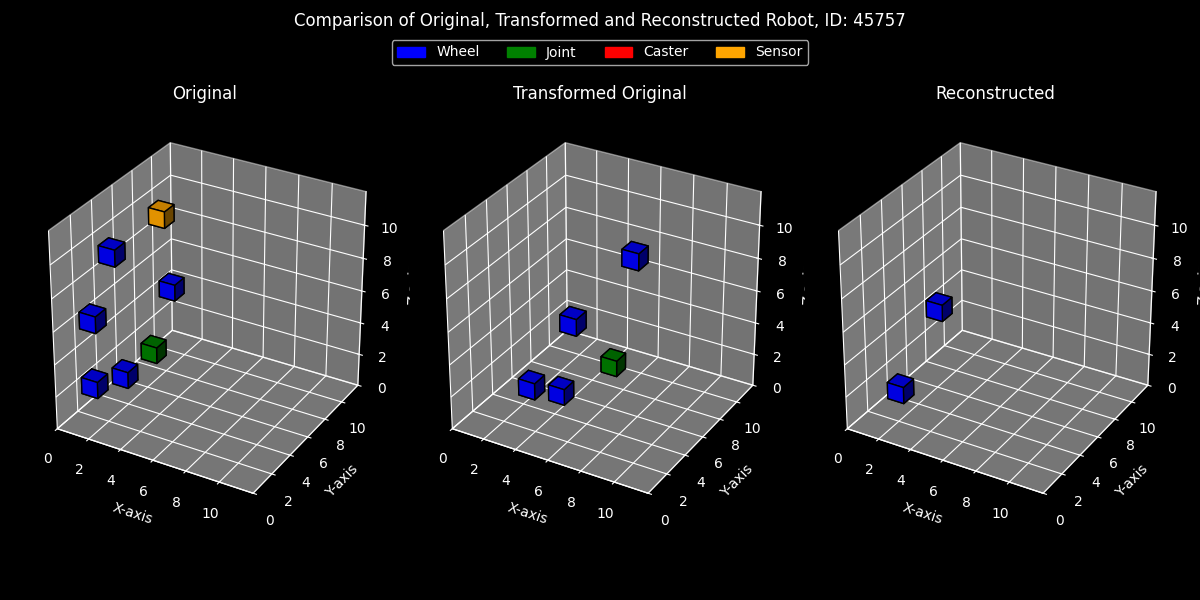 Comparison of Original, Transformed and Reconstructed Robot, ID: 45757
Wheel Joint Caster Sensor
Original Transformed Original Reconstructed
10 10 10
8 8 8
6 6 6
4 4 4
2 2 2
0 0 0
0 2 4 6 8 10 0 2 4 6 8 10 0 2 4 6 8 10
X-axis X-axis X-axis
0 2 4 6 8 10 0 2 4 6 8 10 0 2 4 6 8 10
Y-axis Y-axis Y-axis